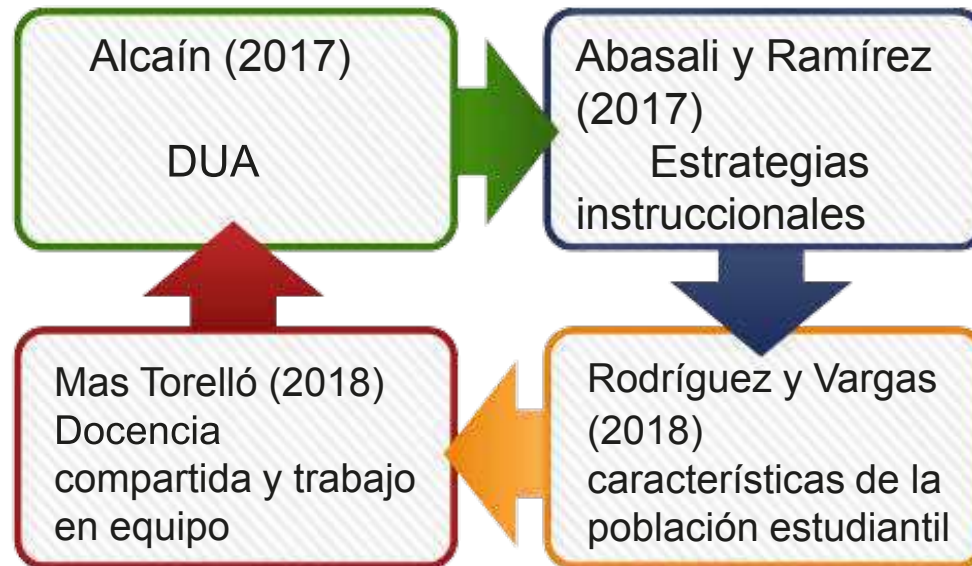 Alcaín (2017)
DUA
Abasali y Ramírez
(2017)
Estrategias
instruccionales
Rodríguez y Vargas
(2018)
características de la
población estudiantil
Mas Torelló (2018)
Docencia
compartida y trabajo
en equipo